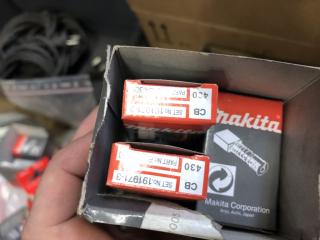 CB
430
SET No.191971-3
CB
430
SET No.191971-3
PART No.
makita
Makita Corporation
Anjo, Aichi, Japan